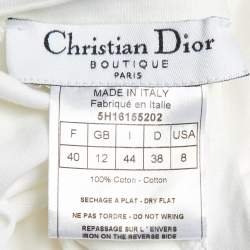 Christian Dior
BOUTIQUE
PARIS
MADE IN ITALY
Fabriqué en Italie
5H16155202
F GB I D USA
40 12 44 38 8
100% Coton - Cotton
SECHAGE A PLAT - DRY FLAT
NE PAS TORDRE - DO NOT WRING
REPASSAGE SUR L'ENVERS
IRON ON THE REVERSE SIDE